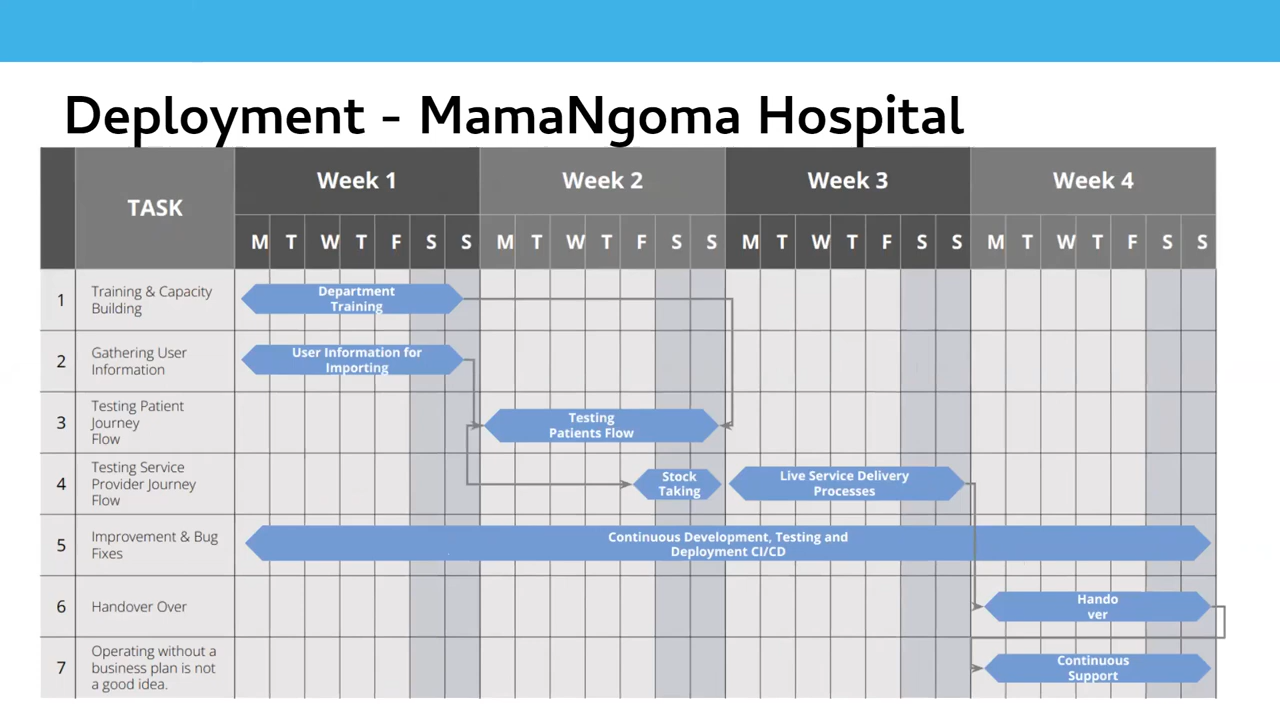 Deployment - MamaNgoma Hospital
TASK
Week 1
Week 2
Week 3
Week 4
M T W T F S S M T W T F S S M T W T F S S M T W T F S S
1
Training & Capacity
Building
Department
Training
2
Gathering User
Information
User Information for
Importing
3
Testing Patient
Journey
Flow
Testing
Patients Flow
4
Testing Service
Provider Journey
Flow
Stock
Taking
Live Service Delivery
Processes
5
Improvement & Bug
Fixes
Continuous Development, Testing and
Deployment CI/CD
6
Handover Over
Hando
ver
7
Operating without a
business plan is not
a good idea.
Continuous
Support